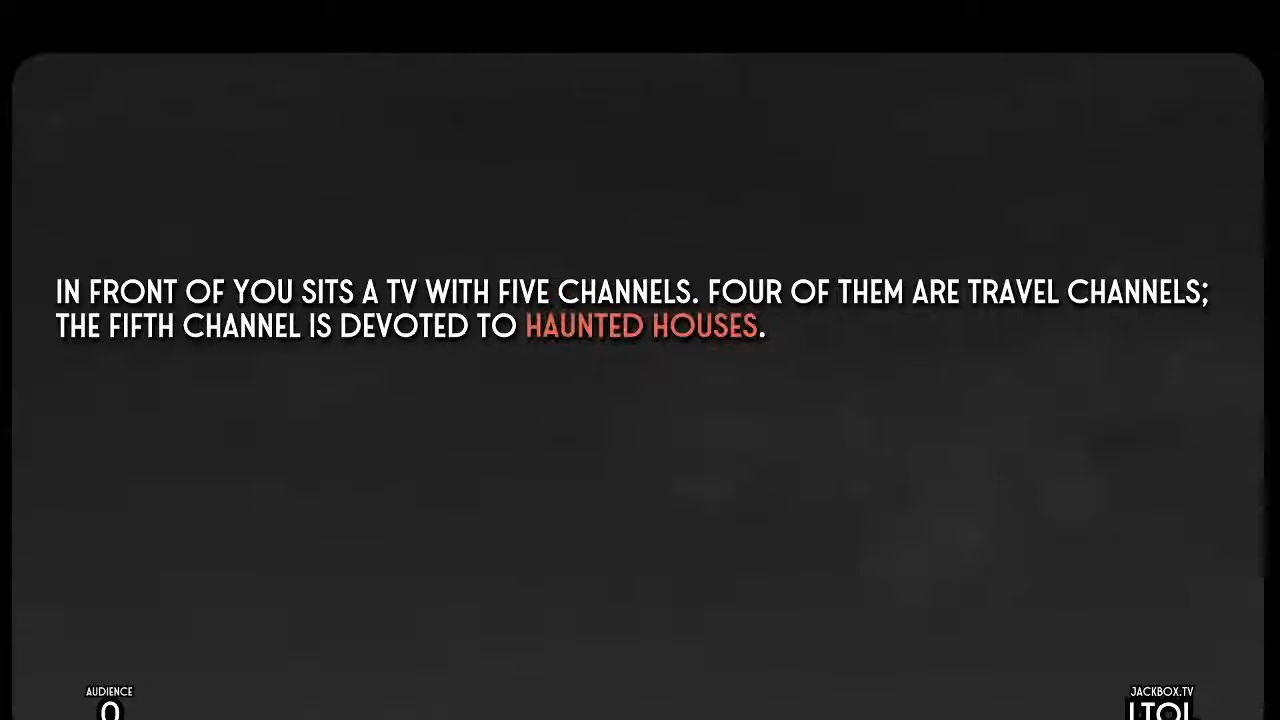 IN FRONT OF YOU SITS A TV WITH FIVE CHANNELS. FOUR OF THEM ARE TRAVEL CHANNELS;
THE FIFTH CHANNEL IS DEVOTED TO HAUNTED HOUSES.
AUDIENCE
JACKBOX.TV
0